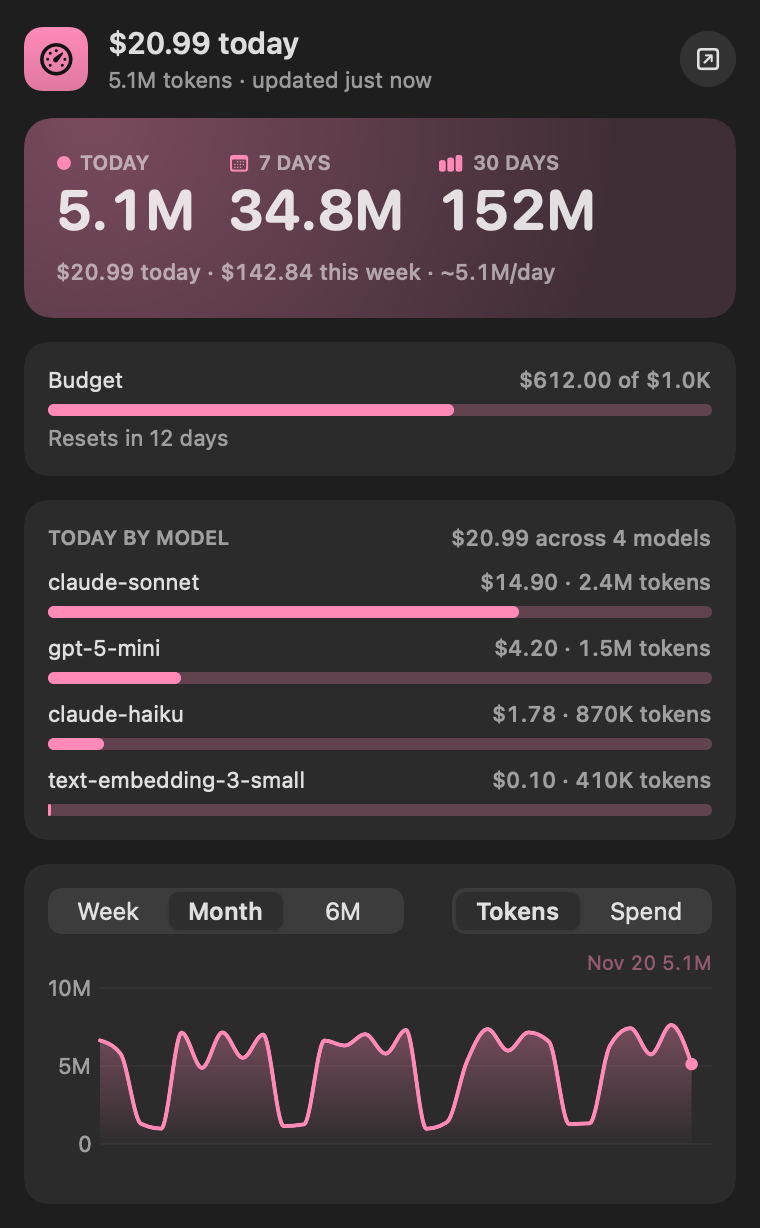 $20.99 today
5.1M tokens · updated just now
TODAY 7 DAYS 30 DAYS
5.1M 34.8M 152M
$20.99 today · $142.84 this week · ~5.1M/day
Budget $612.00 of $1.0K
Resets in 12 days
TODAY BY MODEL $20.99 across 4 models
claude-sonnet $14.90 · 2.4M tokens
gpt-5-mini $4.20 · 1.5M tokens
claude-haiku $1.78 · 870K tokens
text-embedding-3-small $0.10 · 410K tokens
Week Month 6M Tokens Spend
Nov 20 5.1M
10M
5M
0